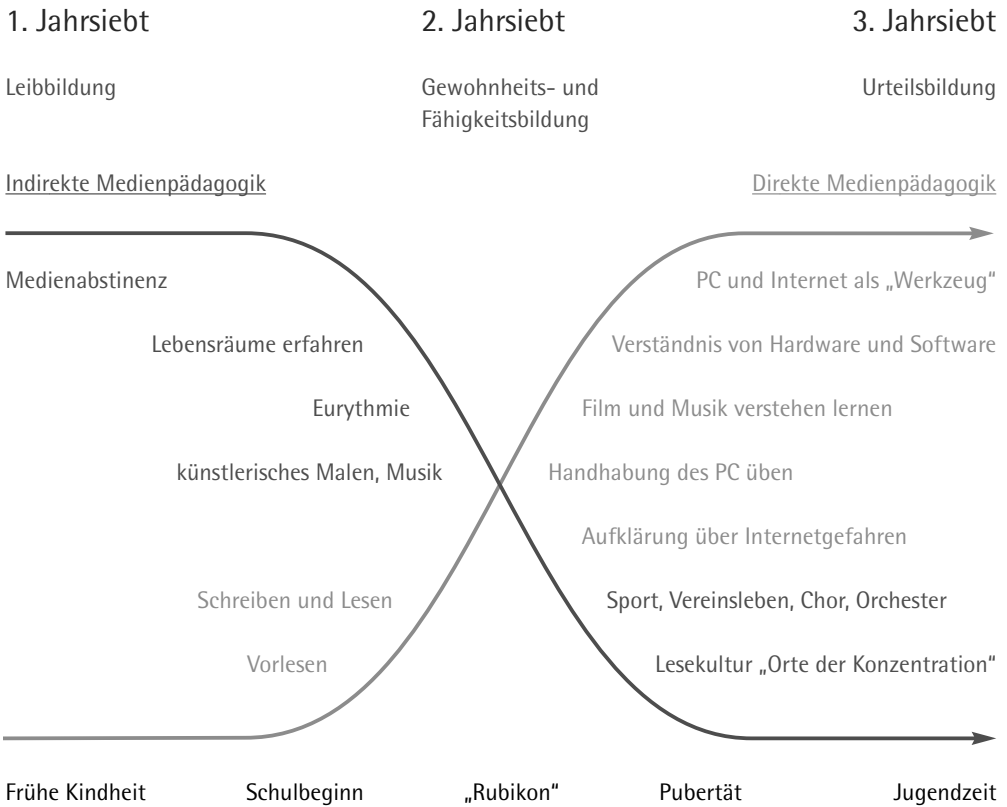 1. Jahrsiebt
2. Jahrsiebt
3. Jahrsiebt
Leibbildung
Gewohnheits- und
Fähigkeitsbildung
Urteilsbildung
Indirekte Medienpädagogik
Direkte Medienpädagogik
Medienabstinenz
PC und Internet als „Werkzeug“
Lebensräume erfahren
Verständnis von Hardware und Software
Eurythmie
Film und Musik verstehen lernen
künstlerisches Malen, Musik
Handhabung des PC üben
Aufklärung über Internetgefahren
Schreiben und Lesen
Sport, Vereinsleben, Chor, Orchester
Vorlesen
Lesekultur „Orte der Konzentration“
Frühe Kindheit
Schulbeginn
„Rubikon“
Pubertät
Jugendzeit